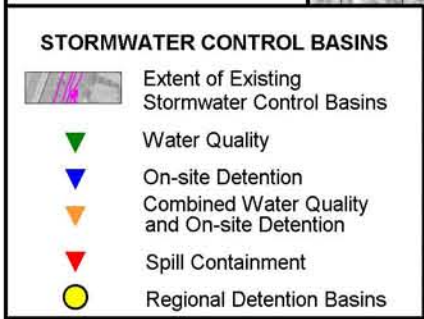 STORMWATER CONTROL BASINS
Extent of Existing
Stormwater Control Basins
Water Quality
On-site Detention
Combined Water Quality
and On-site Detention
Spill Containment
Regional Detention Basins